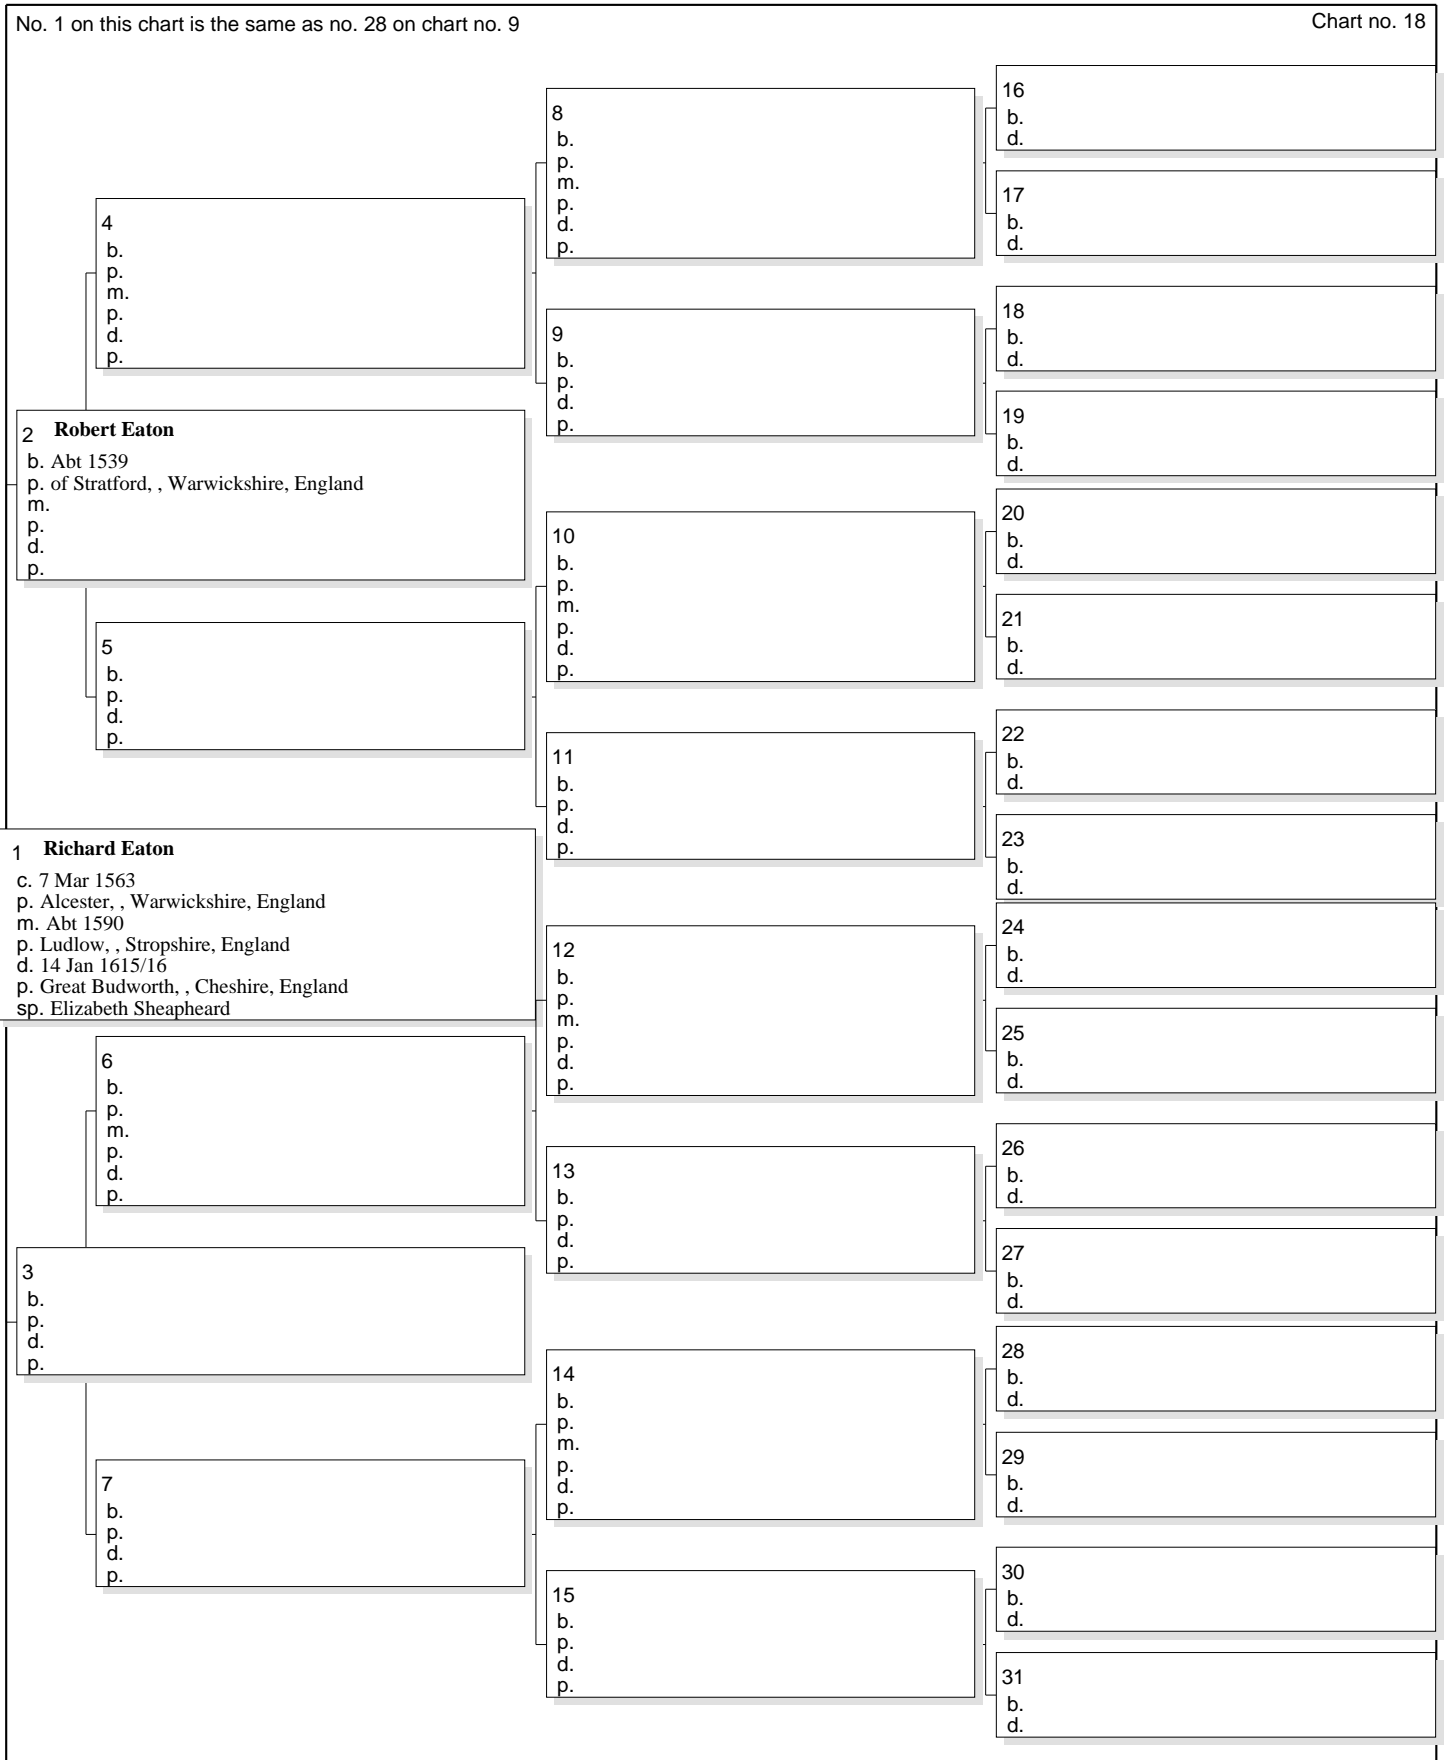 No. 1 on this chart is the same as no. 28 on chart no. 9
Chart no. 18
1 Richard Eaton
c. 7 Mar 1563
p. Alcester, , Warwickshire, England
m. Abt 1590
p. Ludlow, , Stropshire, England
d. 14 Jan 1615/16
p. Great Budworth, , Cheshire, England
sp. Elizabeth Sheapheard
2 Robert Eaton
b. Abt 1539
p. of Stratford, , Warwickshire, England
m.
p.
d.
p.
3
b.
p.
d.
p.
4
b.
p.
m.
p.
d.
p.
5
b.
p.
d.
p.
6
b.
p.
m.
p.
d.
p.
7
b.
p.
d.
p.
8
b.
p.
m.
p.
d.
p.
9
b.
p.
d.
p.
10
b.
p.
m.
p.
d.
p.
11
b.
p.
d.
p.
12
b.
p.
m.
p.
d.
p.
13
b.
p.
d.
p.
14
b.
p.
m.
p.
d.
p.
15
b.
p.
d.
p.
16
b.
d.
17
b.
d.
18
b.
d.
19
b.
d.
20
b.
d.
21
b.
d.
22
b.
d.
23
b.
d.
24
b.
d.
25
b.
d.
26
b.
d.
27
b.
d.
28
b.
d.
29
b.
d.
30
b.
d.
31
b.
d.